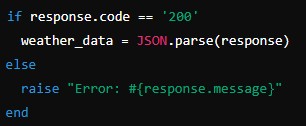 if response.code == '200'
  weather_data = JSON.parse(response)
else
  raise "Error: #{response.message}"
end